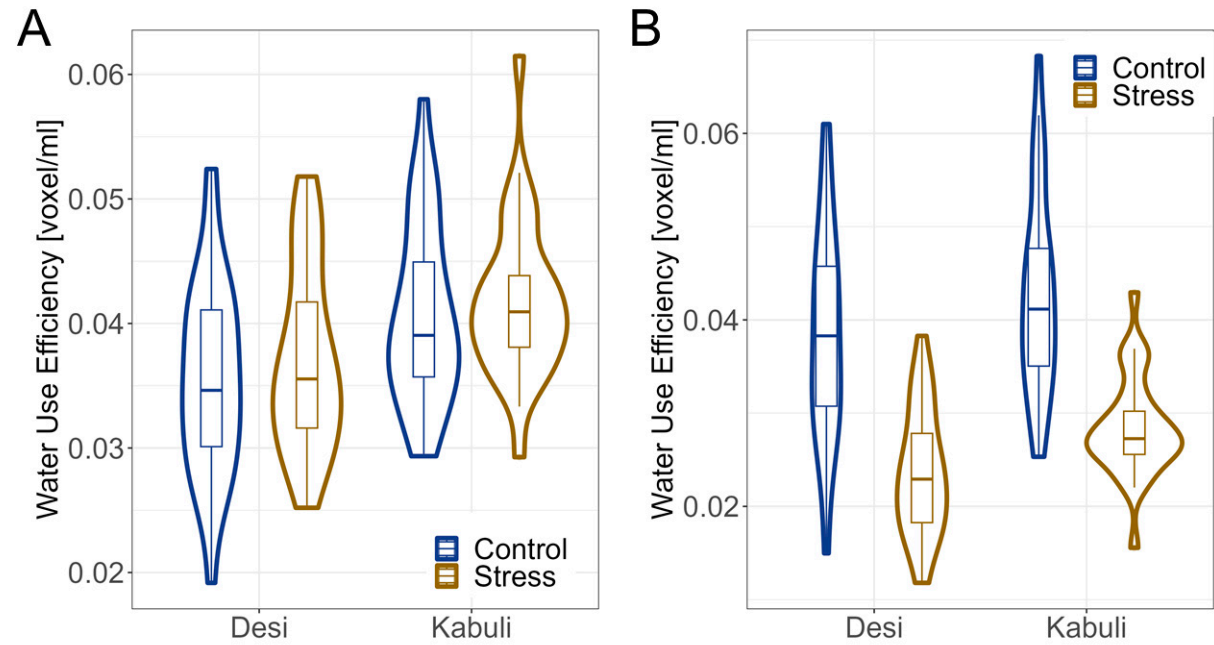 A
Water Use Efficiency [voxel/ml]
0.06
0.05
0.04
0.03
0.02
Control
Stress
Desi
Kabuli
B
Water Use Efficiency [voxel/ml]
0.06
0.04
0.02
Control
Stress
Desi
Kabuli